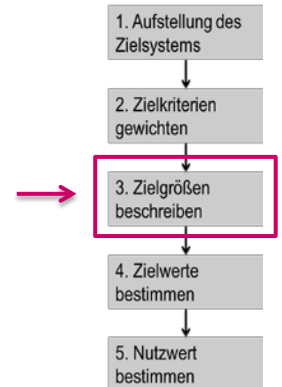 1. Aufstellung des
Zielsystems
2. Zielkriterien
gewichten
3. Zielgrößen
beschreiben
4. Zielwerte
bestimmen
5. Nutzwert
bestimmen